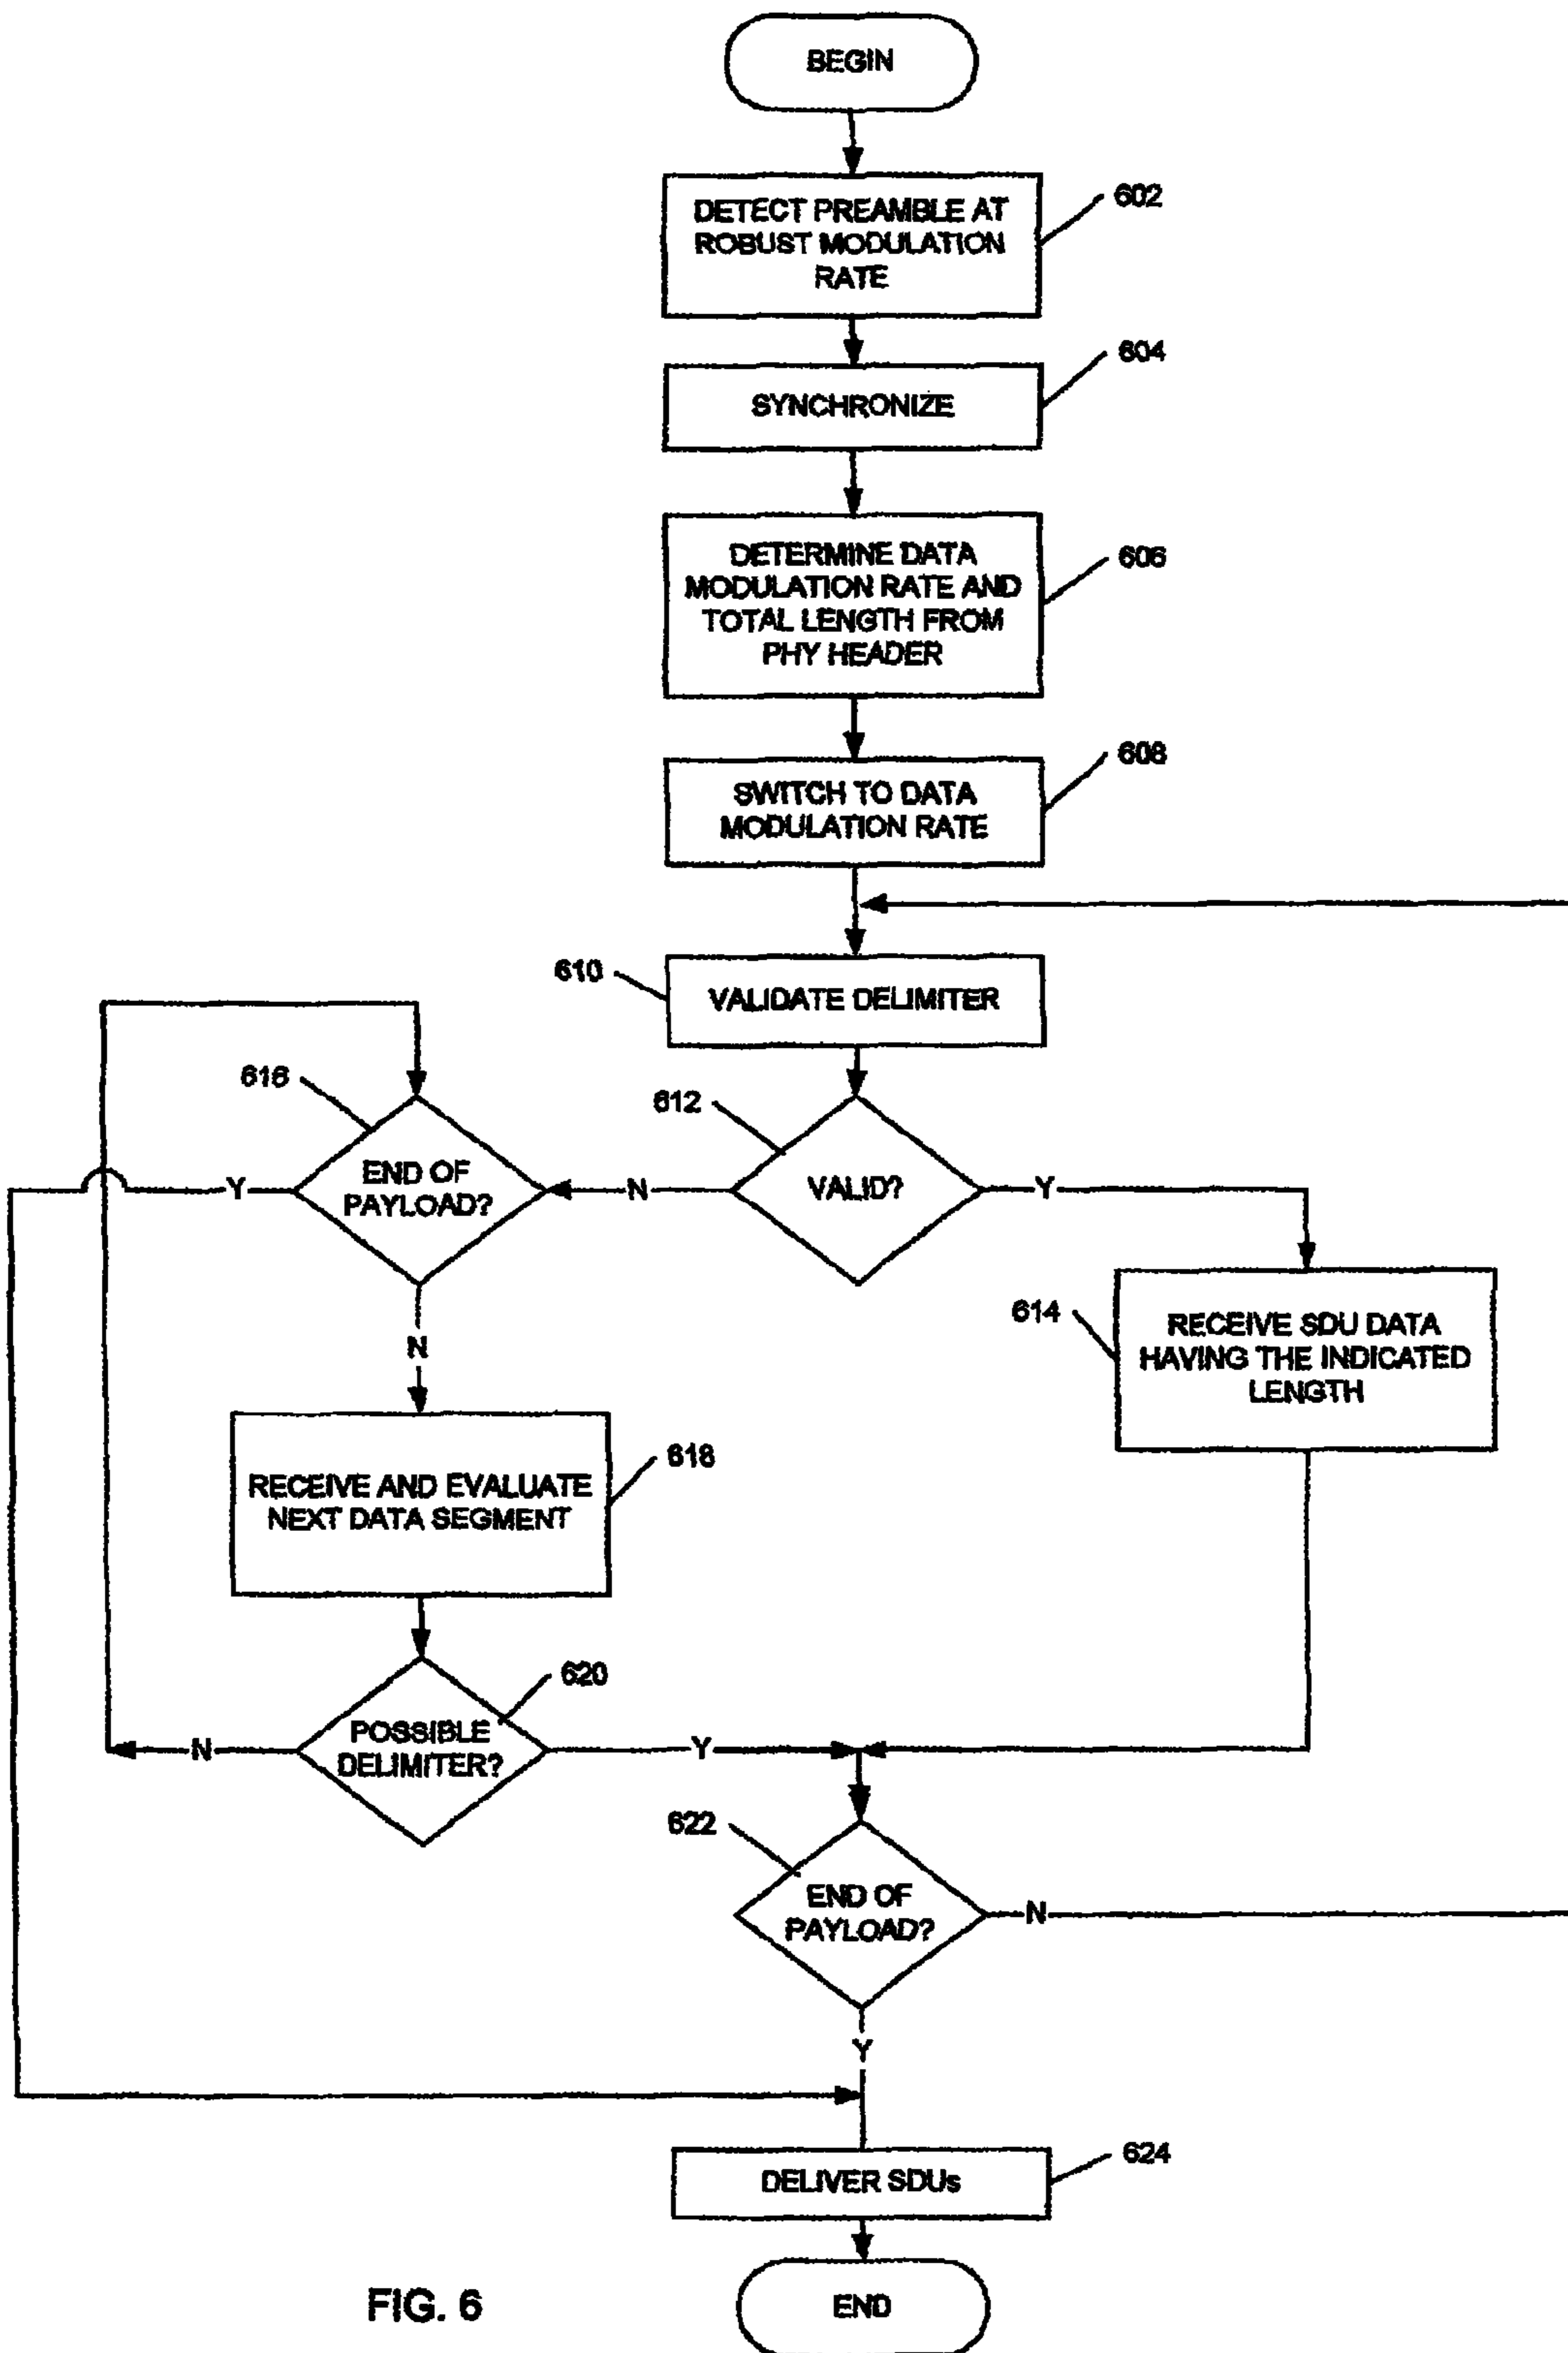 BEGIN
DETECT PREAMBLE AT
ROBUST MODULATION
RATE
602
SYNCHRONIZE
604
DETERMINE DATA
MODULATION RATE AND
TOTAL LENGTH FROM
PHY HEADER
606
SWITCH TO DATA
MODULATION RATE
608
610
VALIDATE DELIMITER
616
612
Y
END OF
PAYLOAD?
N
VALID?
Y
N
614
RECEIVE SDU DATA
HAVING THE INDICATED
LENGTH
618
RECEIVE AND EVALUATE
NEXT DATA SEGMENT
620
N
POSSIBLE
DELIMITER?
Y
622
END OF
PAYLOAD?
N
Y
DELIVER SDUs
624
END
FIG. 6